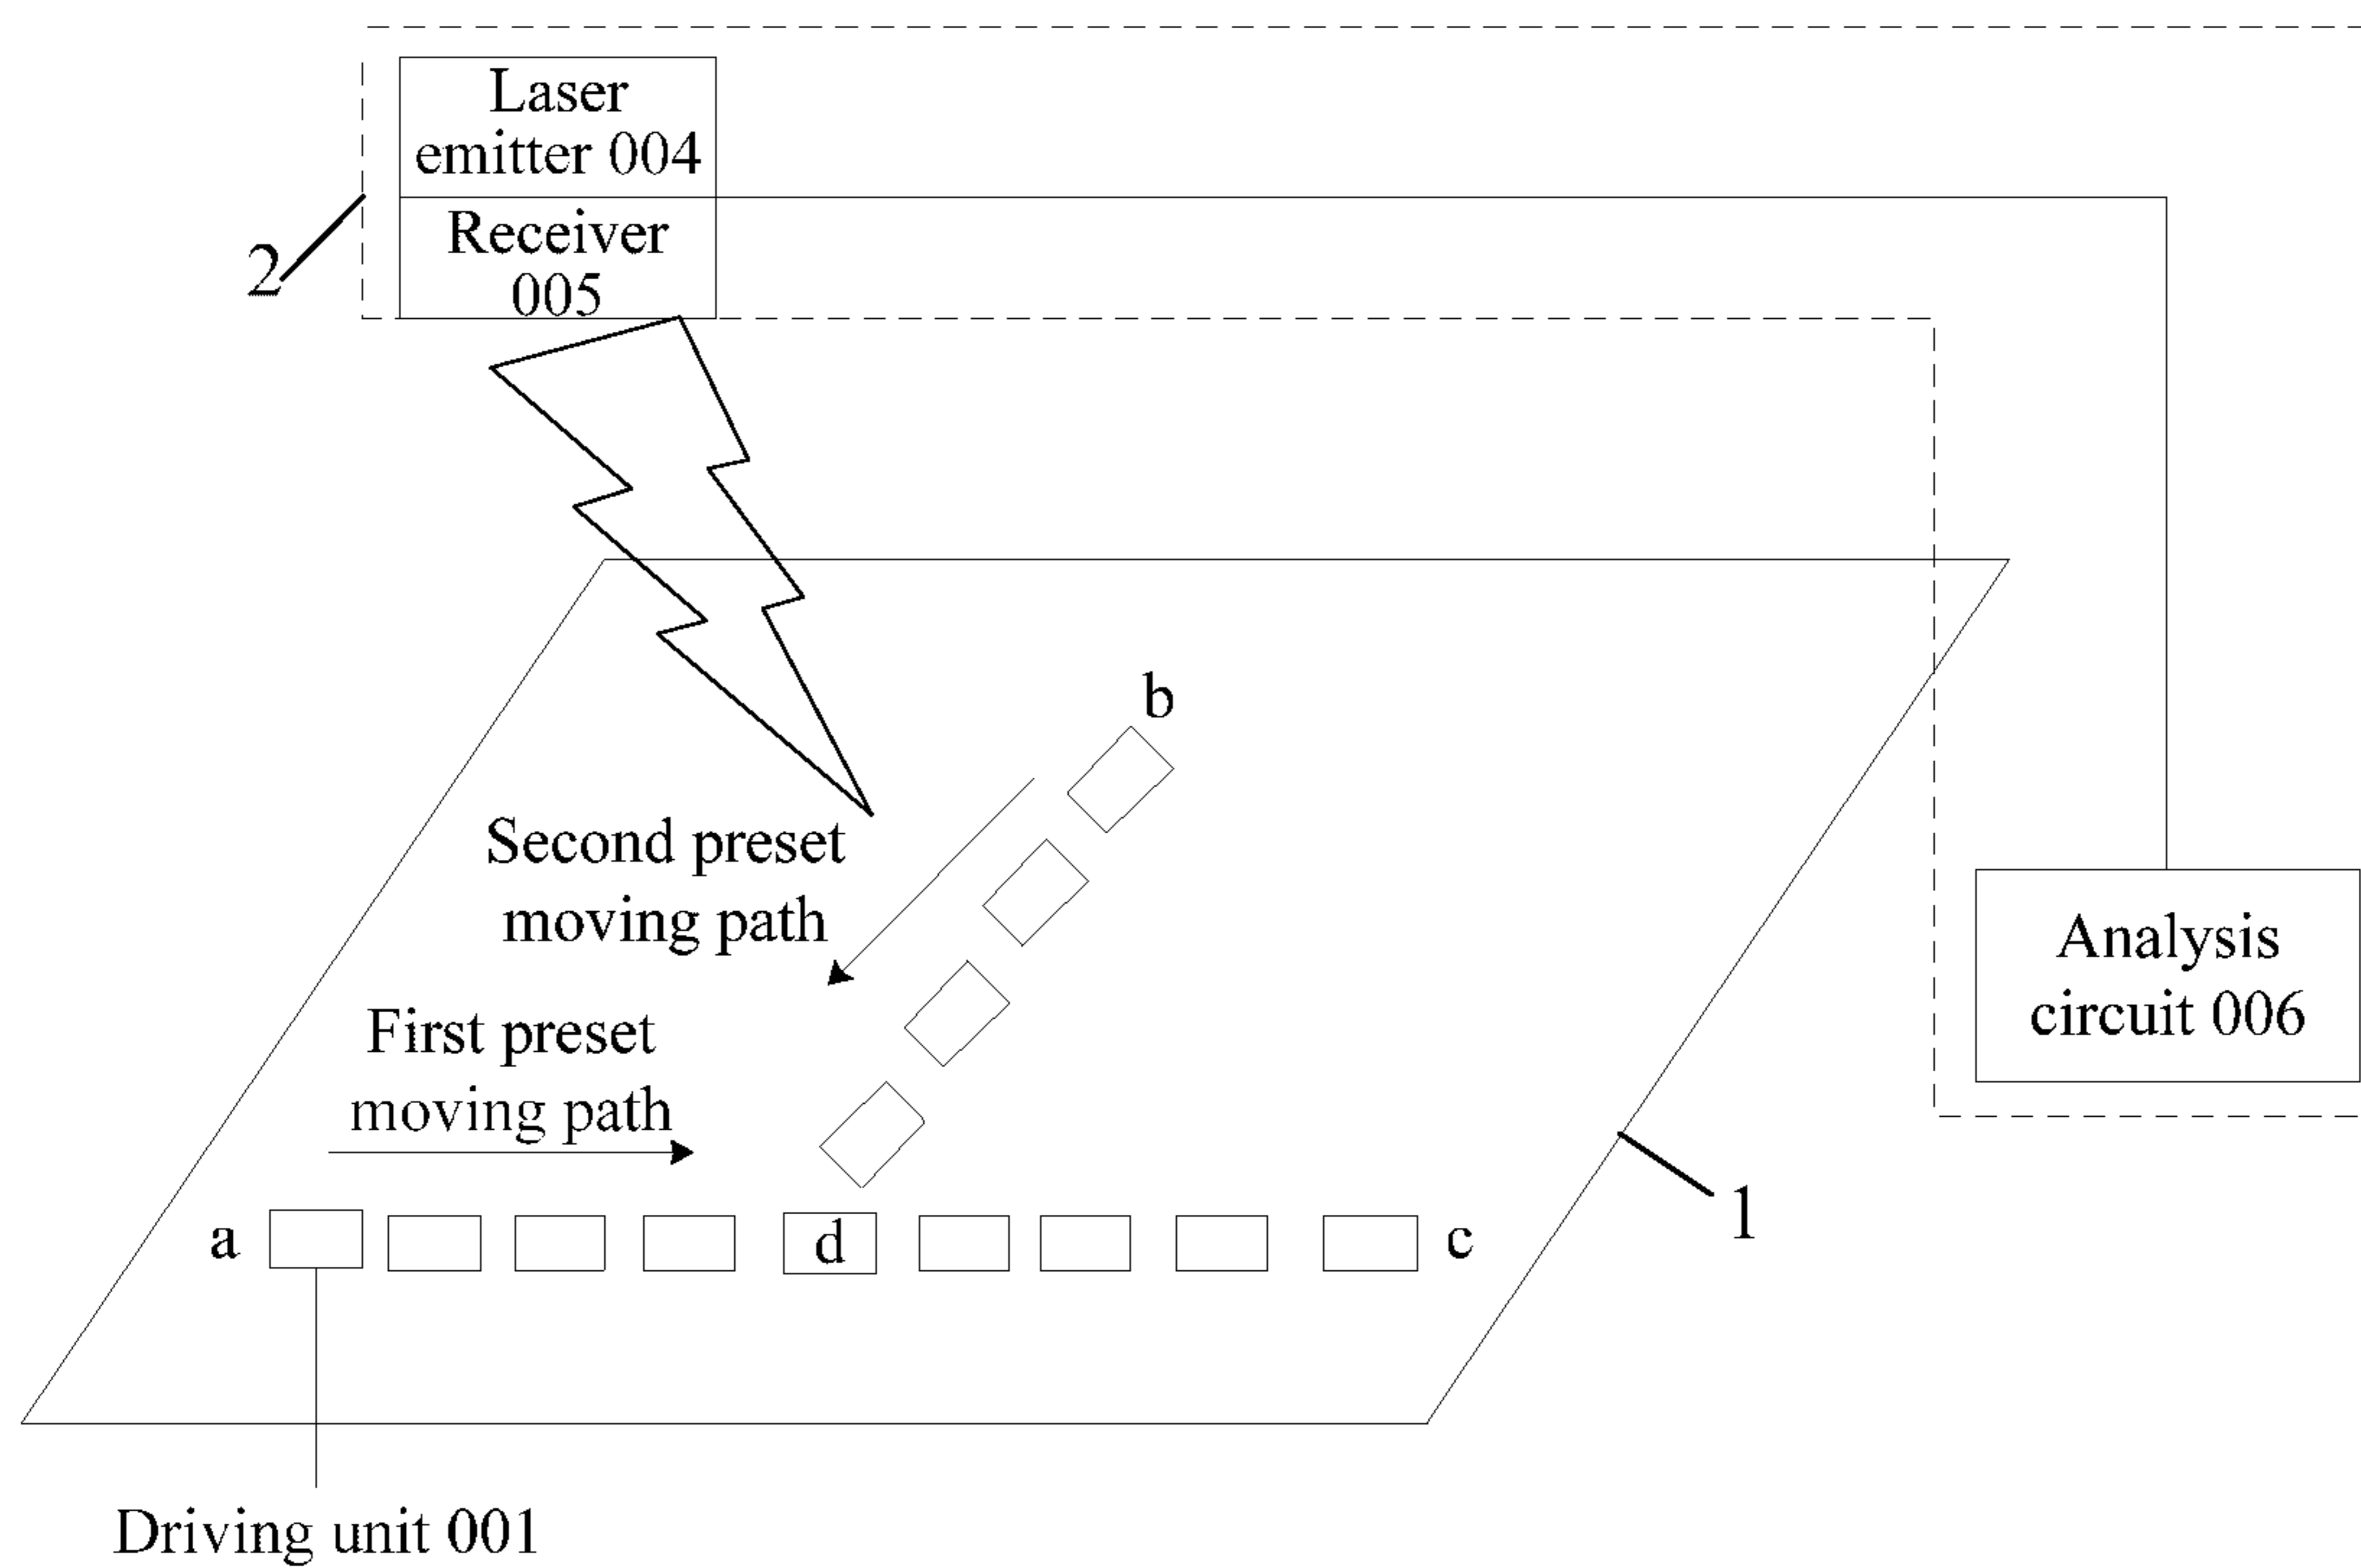 Laser
emitter 004
Receiver
005
2
b
Second preset
moving path
First preset
moving path
Analysis
circuit 006
1
a
d
c
Driving unit 001